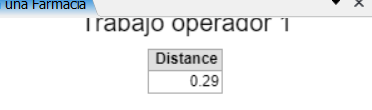 una Farmacia
Trabajo operador 1
Distance
0.29